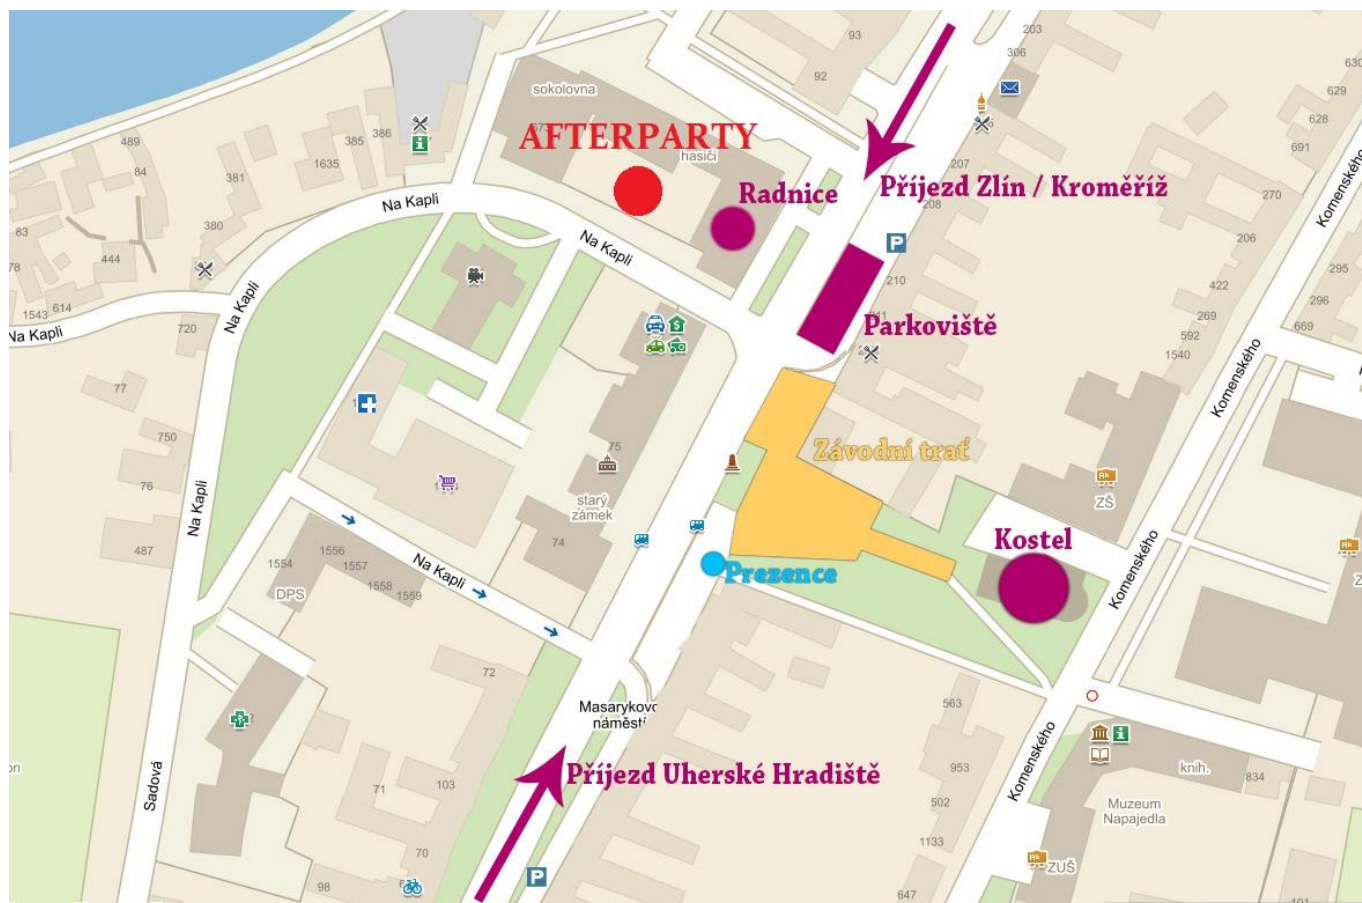 203
93
306
630
92
629
sokolovna
628
489
386
385
AFTERPARTY
hasiči
691
84
1635
207
381
Příjezd Zlín / Kroměříž
Radnice
270
Na Kapli
208
Komenského
83
380
206
Na Kapli
444
295
210
422
Na Kapli
1543
614
296
269
Parkoviště
720
669
Na Kapli
592
1540
Komenského
77
750
75
Závodní trať
76
starý
zámek
ZŠ
Na Kapli
487
1556
74
Kostel
1554
1557
Na Kapli
1558
Prezence
1559
DPS
Komenského
72
Masarykovo
náměstí
563
Příjezd Uherské Hradiště
Komenského
953
knih.
834
Sadová
71
103
502
Muzeum
Napajedla
1133
70
ZUŠ
98
647
101